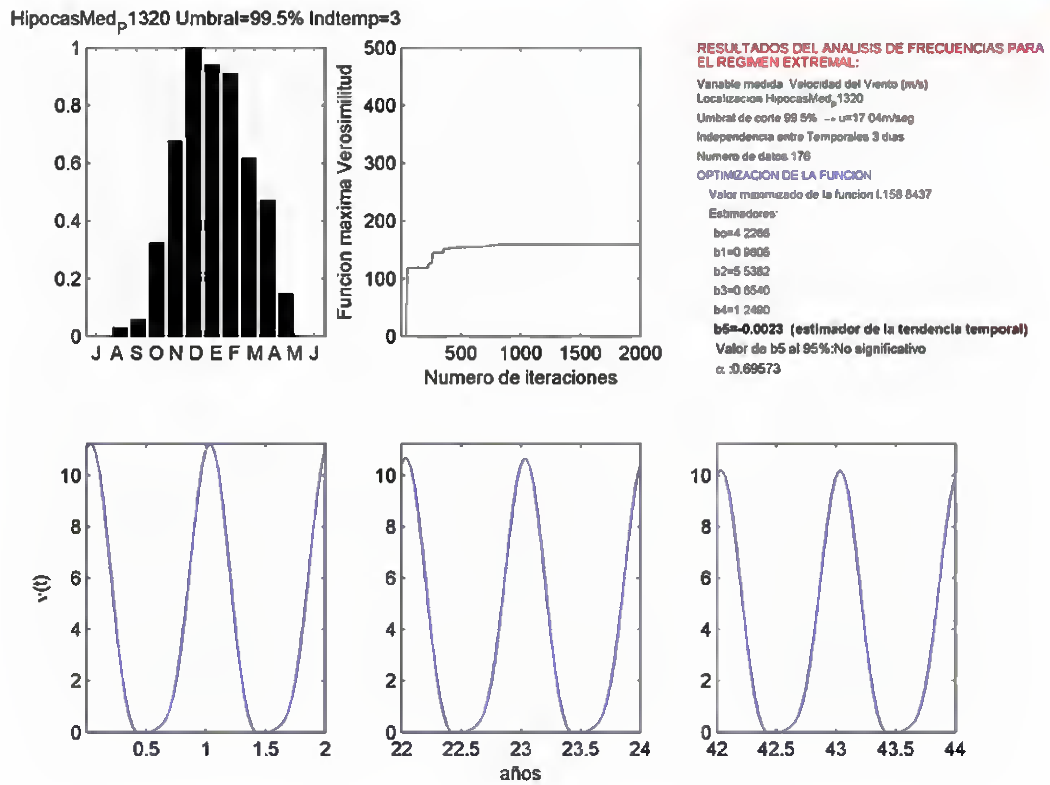 HipocasMed_p1320 Umbral=99.5% Indtemp=3
1
0.8
0.6
0.4
0.2
0
J A S O N D E F M A M J
Funcion maxima Verosimilitud
500
400
300
200
100
0
500 1000 1500 2000
Numero de iteraciones
RESULTADOS DEL ANALISIS DE FRECUENCIAS PARA
EL REGIMEN EXTREMAL:
Variable medida Velocidad del Viento (m/s)
Localizacion HipocasMed_p1320
Umbral de corte 99 5% --> u=17 04m/seg
Independencia entre Temporales 3 dias
Numero de datos 176
OPTIMIZACION DE LA FUNCION
Valor maximizado de la funcion L158 8437
Estimadores:
bo=4 2266
b1=0 9605
b2=5 5382
b3=0 6540
b4=1 2490
b5=-0.0023 (estimador de la tendencia temporal)
Valor de b5 al 95%:No significativo
α :0.69573
ν(t)
10
8
6
4
2
0
0.5 1 1.5 2
10
8
6
4
2
0
22 22.5 23 23.5 24
años
10
8
6
4
2
0
42 42.5 43 43.5 44